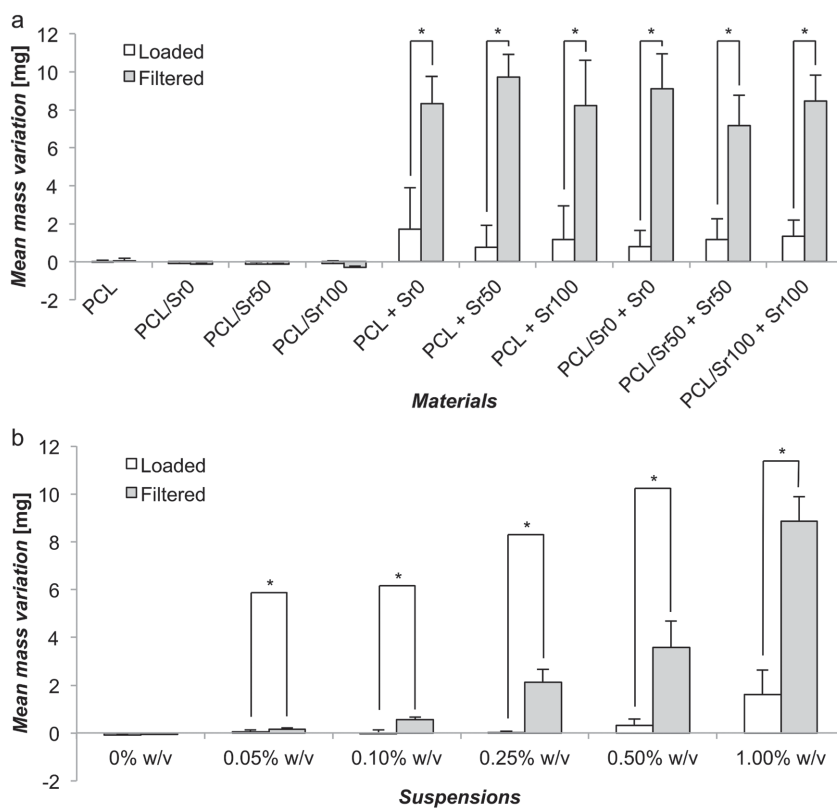 a
Mean mass variation [mg]
12
10
8
6
4
2
0
-2
Loaded
Filtered
* * * * * *
PCL
PCL/Sr0
PCL/Sr50
PCL/Sr100
PCL + Sr0
PCL + Sr50
PCL + Sr100
PCL/Sr0 + Sr0
PCL/Sr50 + Sr50
PCL/Sr100 + Sr100
Materials
b
Mean mass variation [mg]
12
10
8
6
4
2
0
-2
Loaded
Filtered
* * * * *
0% w/v 0.05% w/v 0.10% w/v 0.25% w/v 0.50% w/v 1.00% w/v
Suspensions